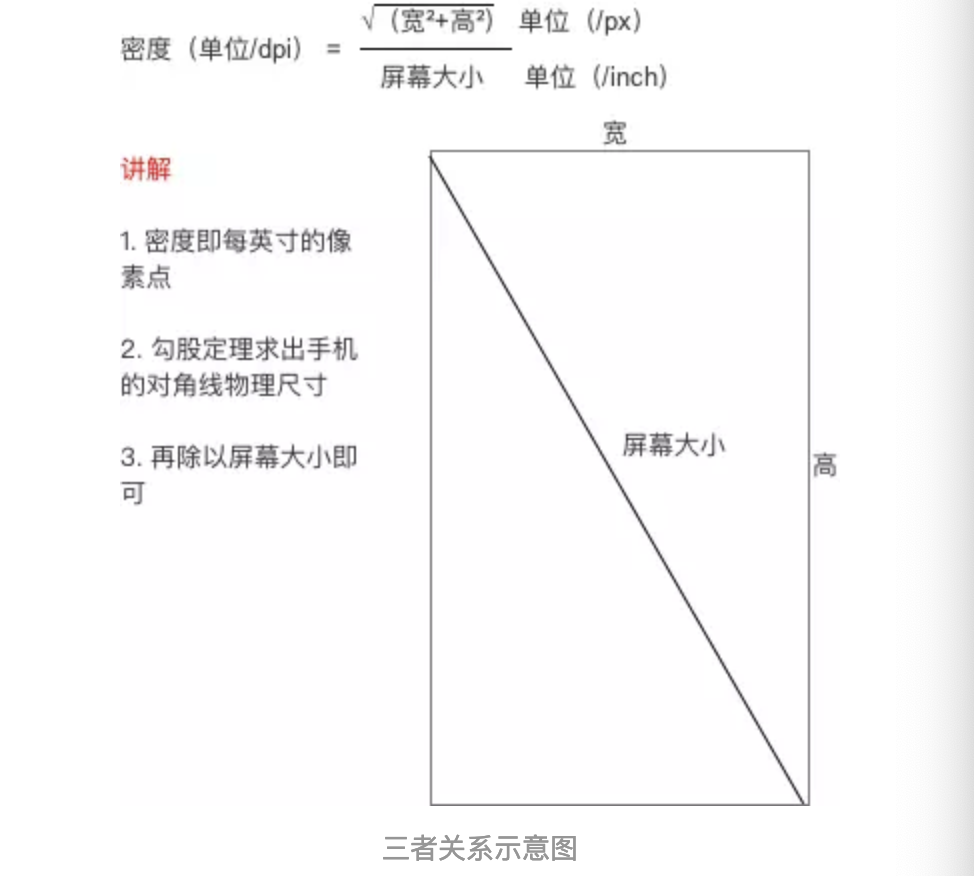 √（宽²+高²） 单位（/px）
密度（单位/dpi） =
屏幕大小 单位（/inch）
宽
讲解
1. 密度即每英寸的像
素点
2. 勾股定理求出手机
的对角线物理尺寸
屏幕大小
高
3. 再除以屏幕大小即
可
三者关系示意图